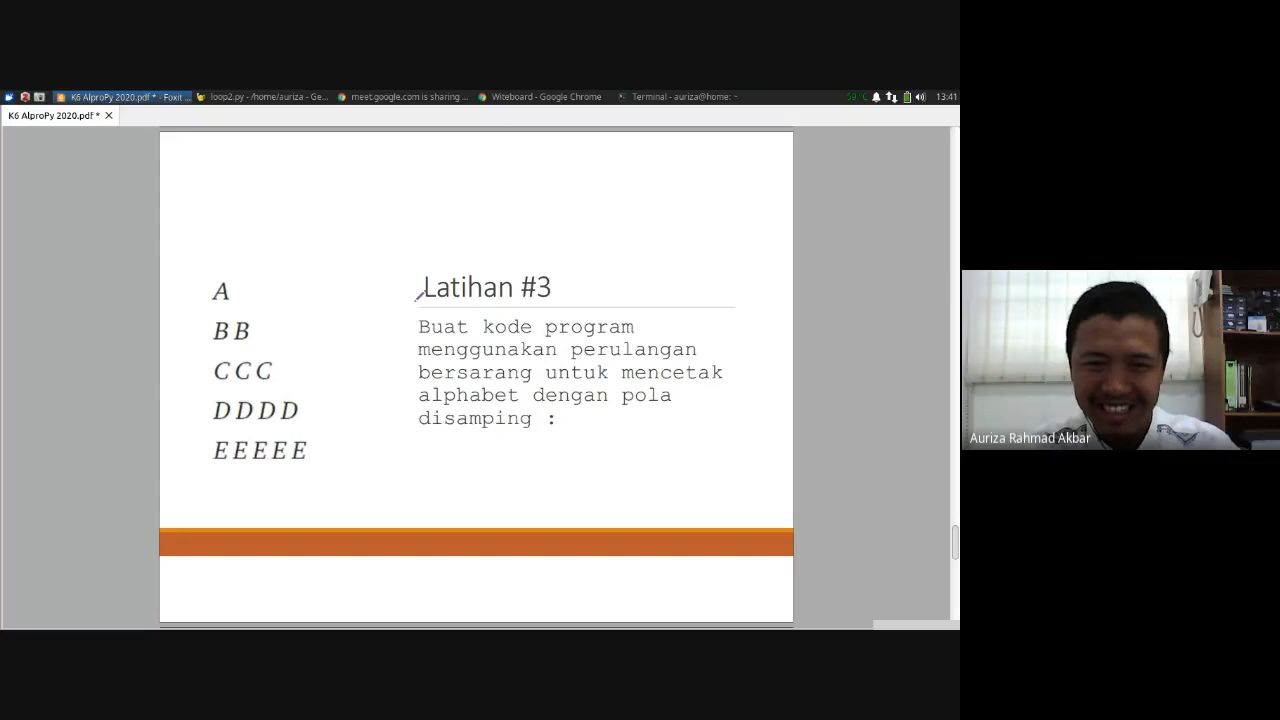 K6 AlproPy 2020.pdf * - Foxit ...
loop2.py - /home/auriza - Ge...
meet.google.com is sharing ...
Witeboard - Google Chrome
Terminal - auriza@home: ~
59 °C
13:41
K6 AlproPy 2020.pdf *
A
B B
C C C
D D D D
E E E E E
Latihan #3
Buat kode program
menggunakan perulangan
bersarang untuk mencetak
alphabet dengan pola
disamping :
Auriza Rahmad Akbar